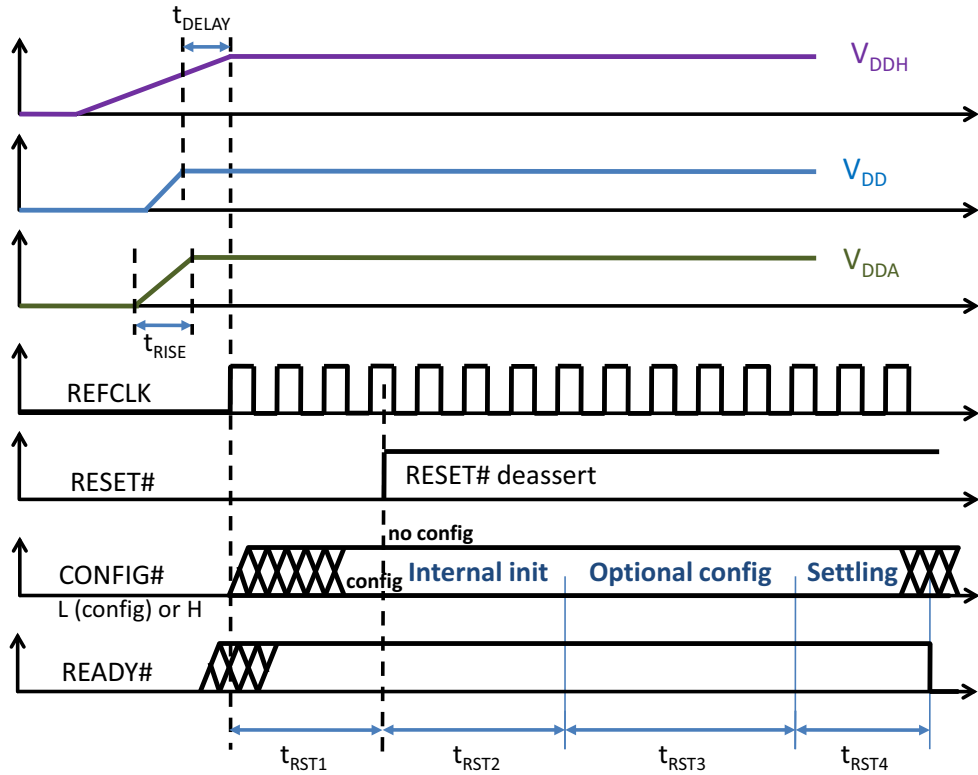 tDELAY
VDDH
VDD
VDDA
tRISE
REFCLK
RESET#
RESET# deassert
no config
CONFIG#
config
Internal init
Optional config
Settling
L (config) or H
READY#
tRST1
tRST2
tRST3
tRST4